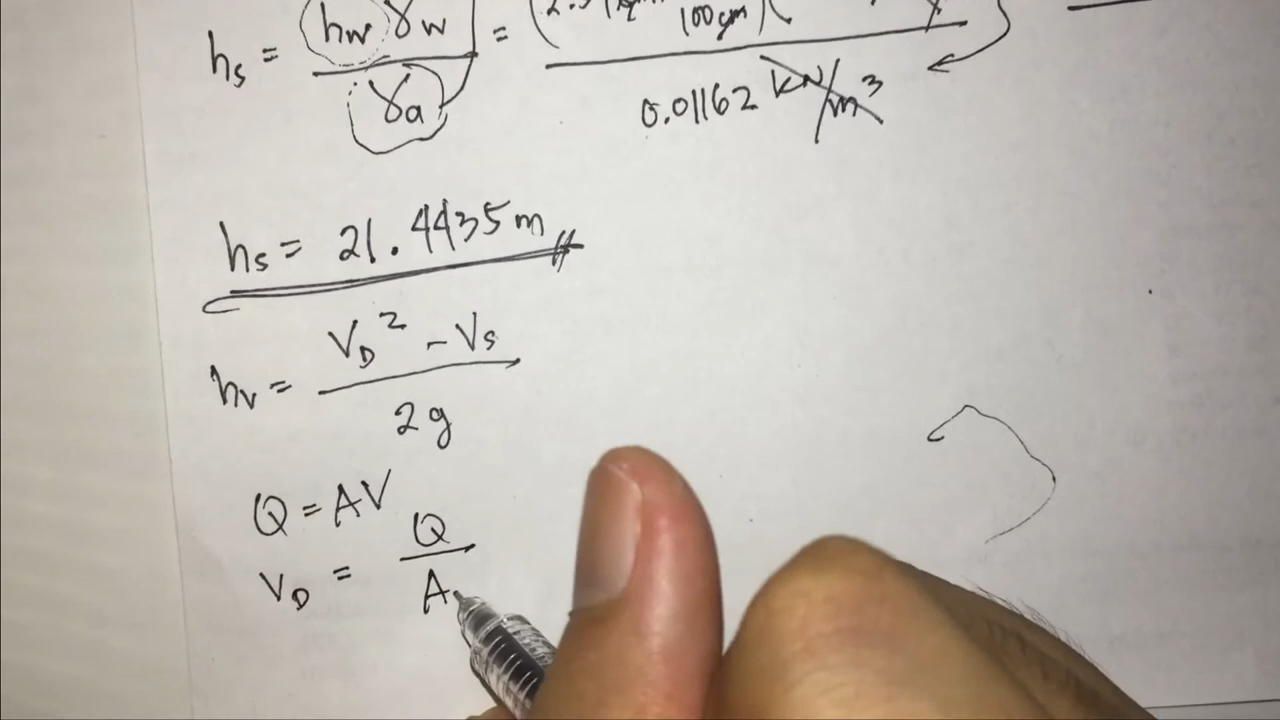 hs = hw γw / γa = 100 cm
0.01162 kN/m³
hs = 21.4435 m
hv = VD² - Vs / 2g
Q = AV
VD = Q / A